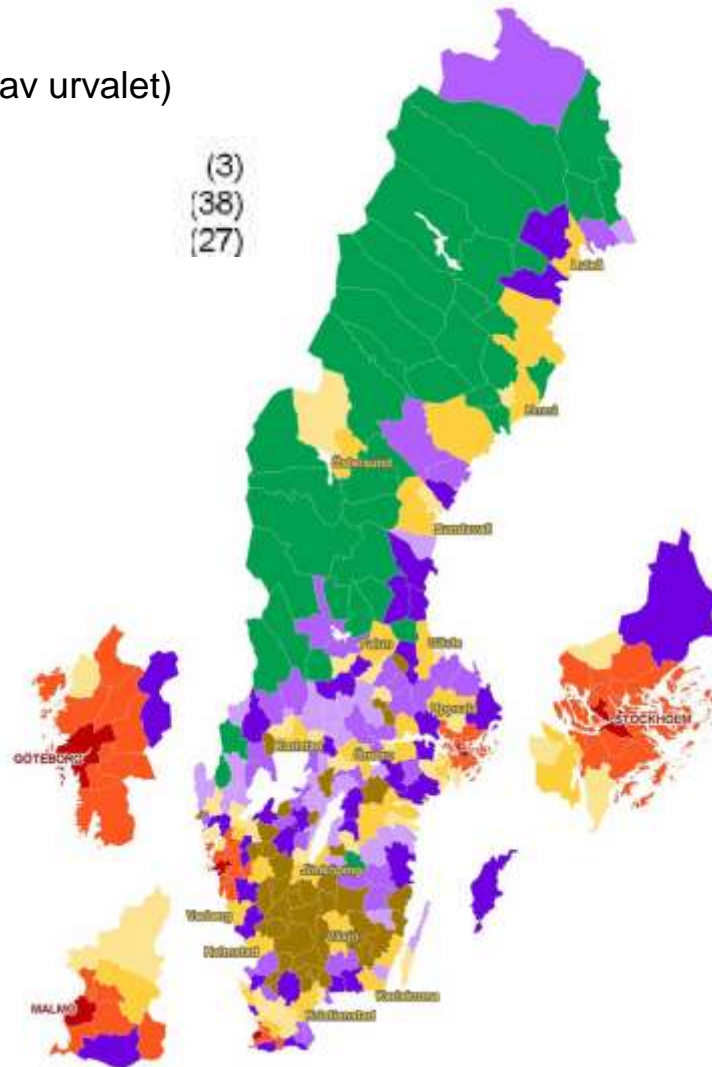 av urvalet)
(3)
(38)
(27)
Luleå
Umeå
Östersund
Sundsvall
Falun
Gävle
Uppsala
STOCKHOLM
Karlstad
Örebro
GÖTEBORG
Jönköping
Varberg
Växjö
Halmstad
Karlskrona
MALMÖ
Kristianstad